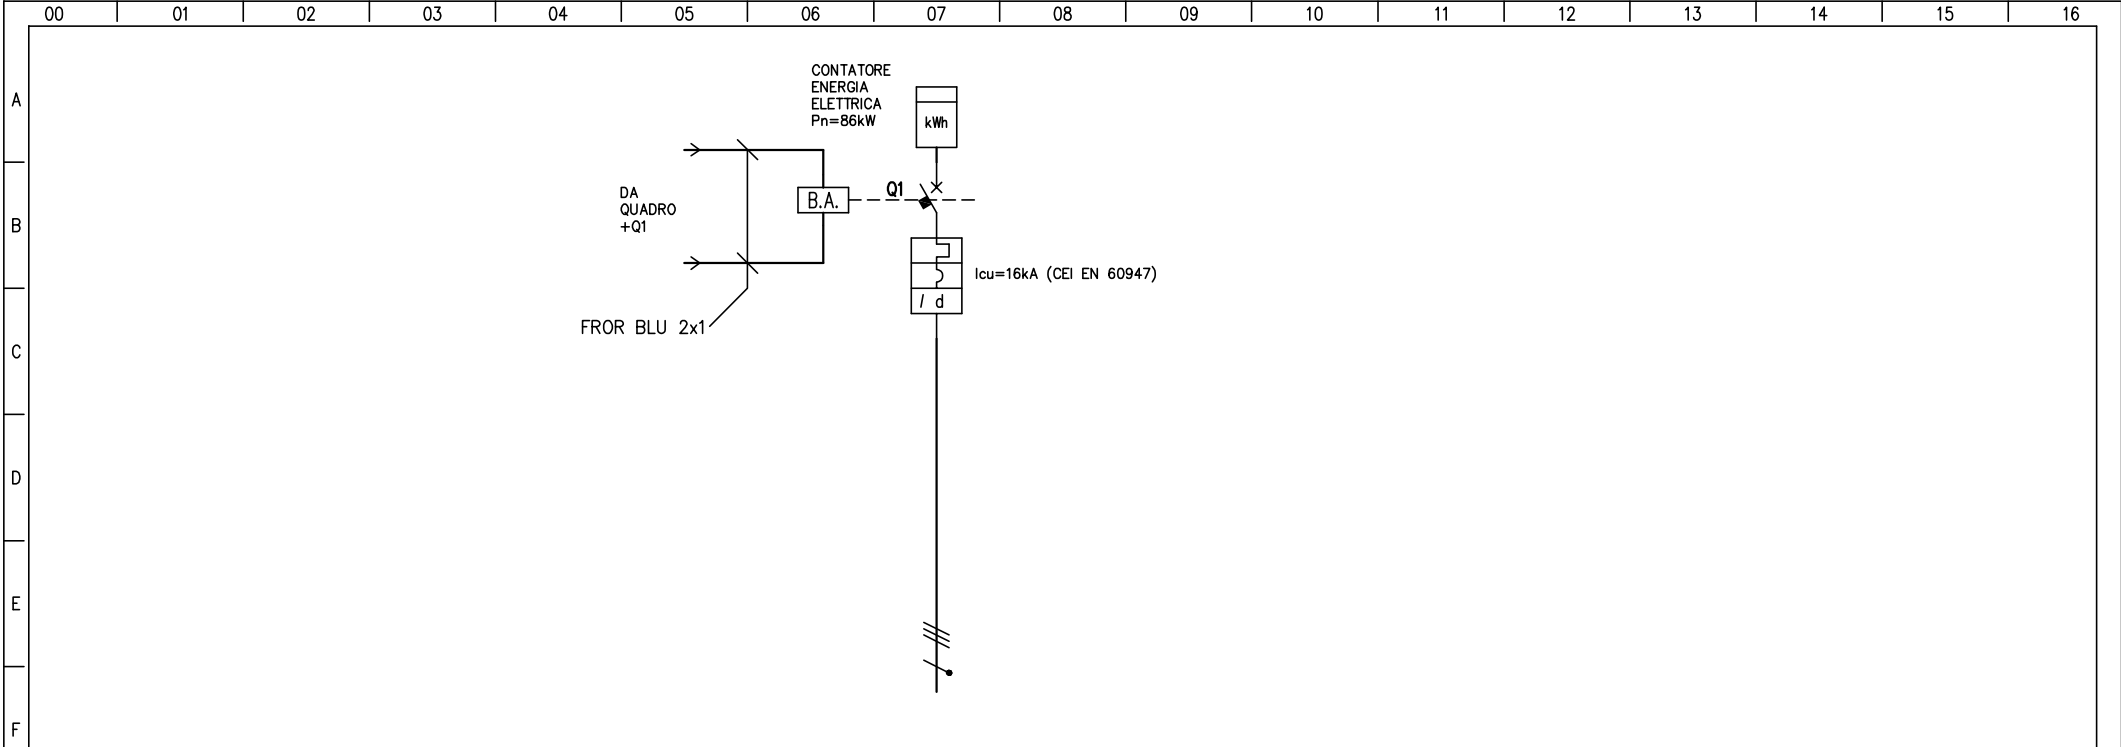 00 01 02 03 04 05 06 07 08 09 10 11 12 13 14 15 16
A
CONTATORE
ENERGIA
ELETTRICA
Pn=86kW
kWh
DA
QUADRO
+Q1
B.A.
Q1
B
Icu=16kA (CEI EN 60947)
I d
FROR BLU 2x1
C
D
E
F